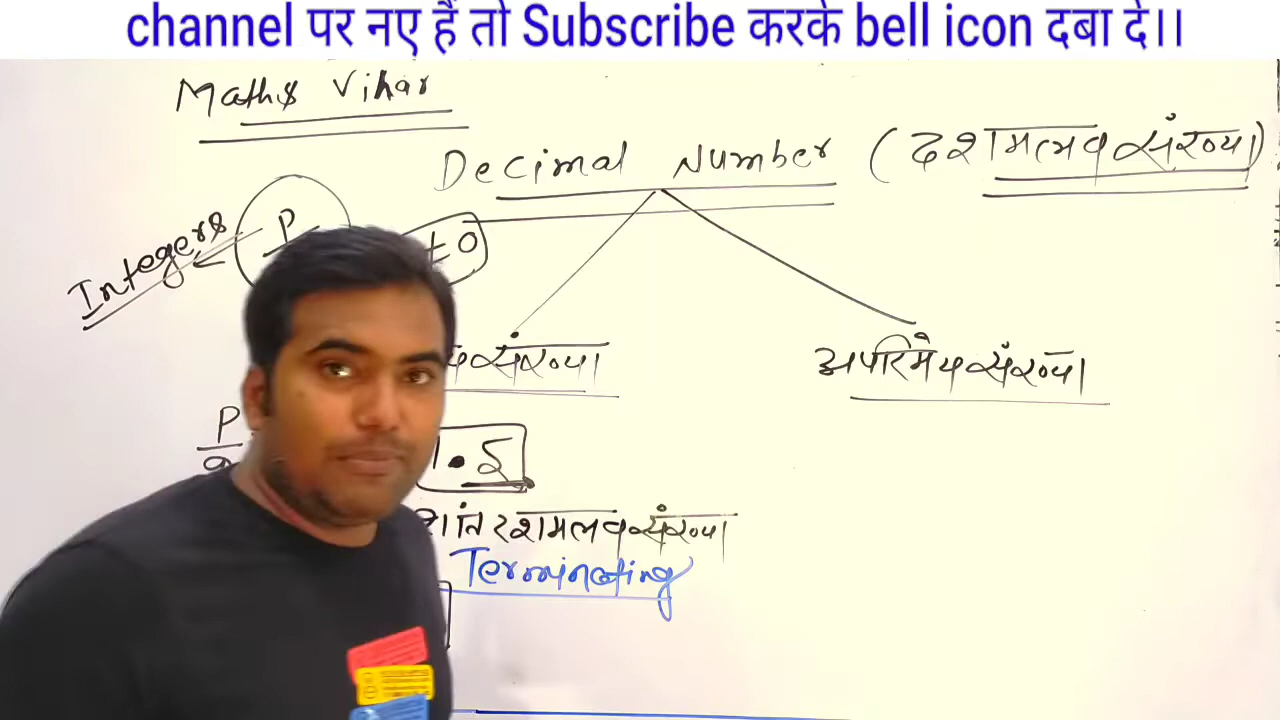 channel पर नए हैं तो Subscribe करके bell icon दबा दे।।
Maths Vihar
Decimal Number (दशमलव संख्या)
Integers
P
≠0
संख्या
अपरिमेय संख्या
P
1.5
शांत दशमलव संख्या
Terminating